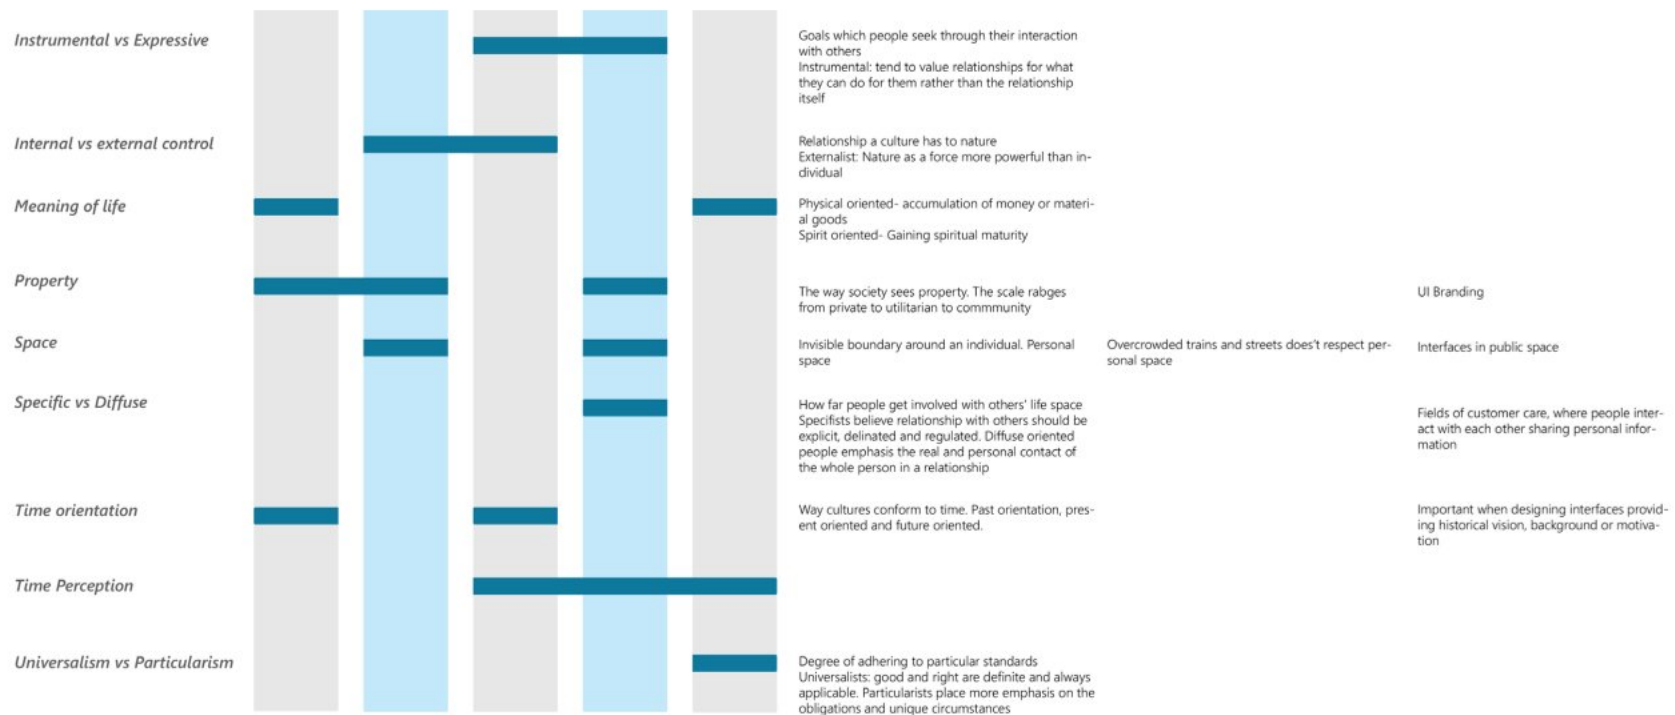 Instrumental vs Expressive
Goals which people seek through their interaction
with others
Instrumental: tend to value relationships for what
they can do for them rather than the relationship
itself
Internal vs external control
Relationship a culture has to nature
Externalist: Nature as a force more powerful than in-
dividual
Meaning of life
Physical oriented- accumulation of money or materi-
al goods
Spirit oriented- Gaining spiritual maturity
Property
The way society sees property. The scale rabges
from private to utilitarian to commmunity
UI Branding
Space
Invisible boundary around an individual. Personal
space
Overcrowded trains and streets does't respect per-
sonal space
Interfaces in public space
Specific vs Diffuse
How far people get involved with others' life space
Specifists believe relationship with others should be
explicit, delinated and regulated. Diffuse oriented
people emphasis the real and personal contact of
the whole person in a relationship
Fields of customer care, where people inter-
act with each other sharing personal infor-
mation
Time orientation
Way cultures conform to time. Past orientation, pres-
ent oriented and future oriented.
Important when designing interfaces provid-
ing historical vision, background or motiva-
tion
Time Perception
Universalism vs Particularism
Degree of adhering to particular standards
Universalists: good and right are definite and always
applicable. Particularists place more emphasis on the
obligations and unique circumstances